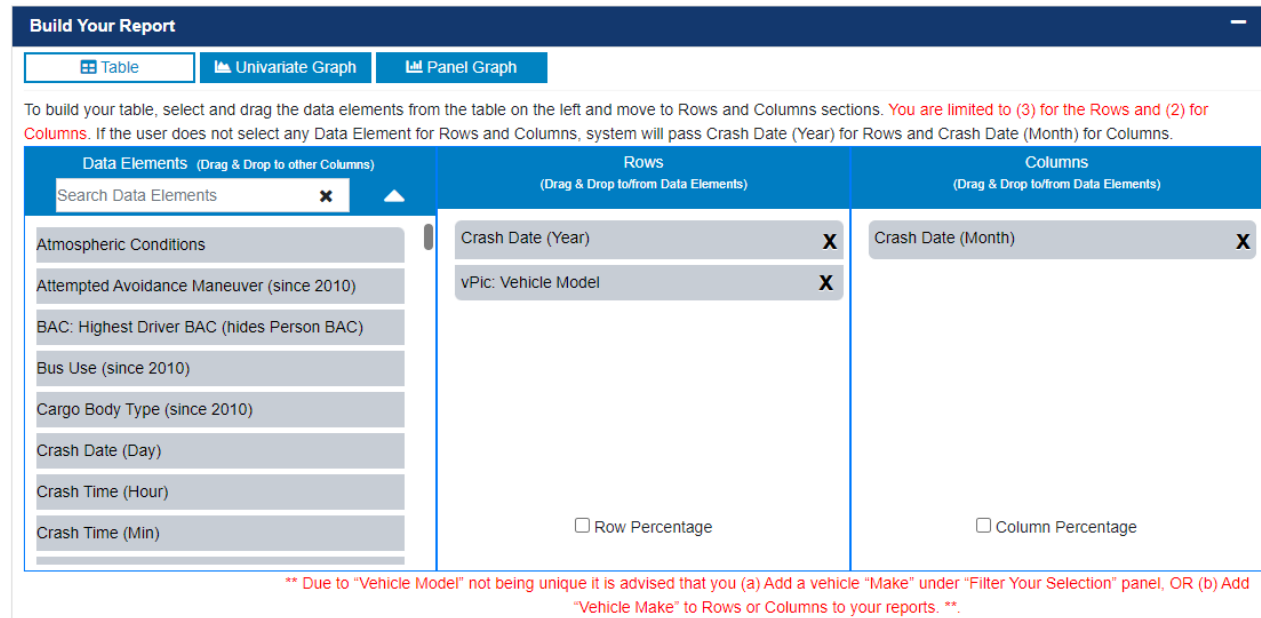 Build Your Report
Table
Univariate Graph
Panel Graph
To build your table, select and drag the data elements from the table on the left and move to Rows and Columns sections. You are limited to (3) for the Rows and (2) for
Columns. If the user does not select any Data Element for Rows and Columns, system will pass Crash Date (Year) for Rows and Crash Date (Month) for Columns.
Data Elements (Drag & Drop to other Columns)
Search Data Elements
Atmospheric Conditions
Attempted Avoidance Maneuver (since 2010)
BAC: Highest Driver BAC (hides Person BAC)
Bus Use (since 2010)
Cargo Body Type (since 2010)
Crash Date (Day)
Crash Time (Hour)
Crash Time (Min)
Rows
(Drag & Drop to/from Data Elements)
Crash Date (Year) X
vPic: Vehicle Model X
Row Percentage
Columns
(Drag & Drop to/from Data Elements)
Crash Date (Month) X
Column Percentage
** Due to “Vehicle Model” not being unique it is advised that you (a) Add a vehicle “Make” under “Filter Your Selection” panel, OR (b) Add
“Vehicle Make” to Rows or Columns to your reports. **.